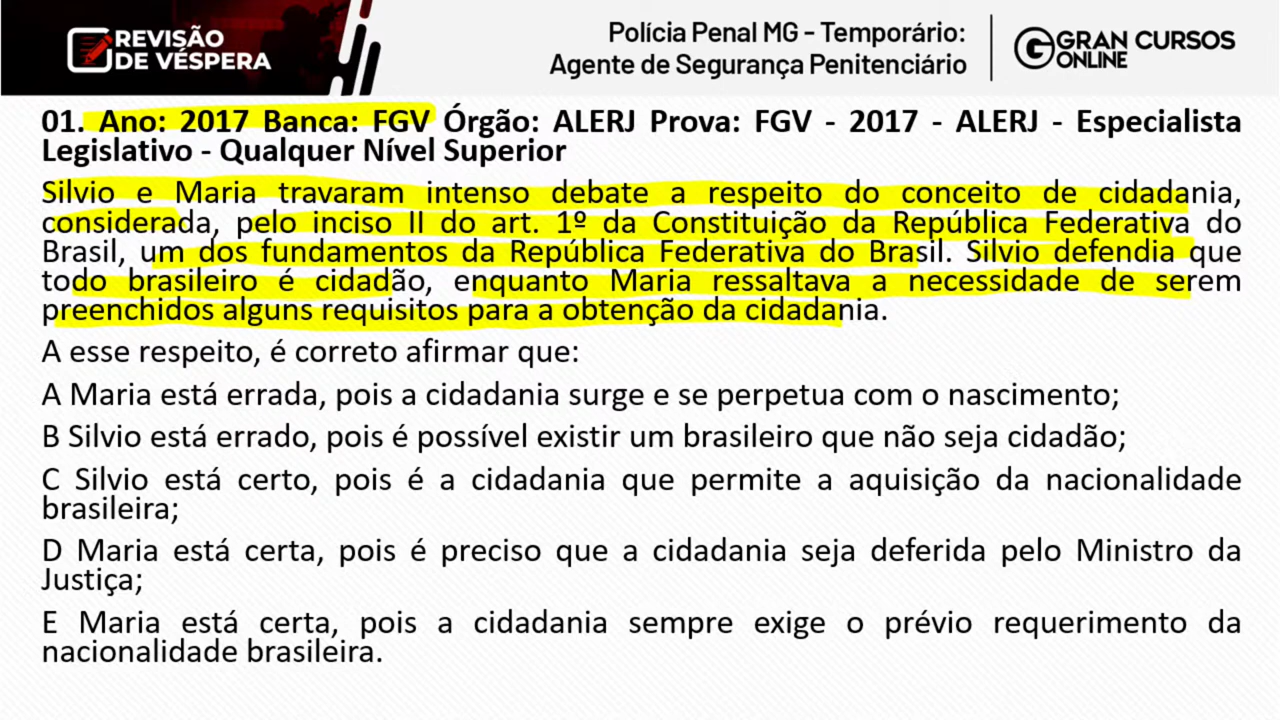 REVISÃO
DE VÉSPERA
Polícia Penal MG - Temporário:
Agente de Segurança Penitenciário
GRAN CURSOS
ONLINE
01. Ano: 2017 Banca: FGV Órgão: ALERJ Prova: FGV - 2017 - ALERJ - Especialista
Legislativo - Qualquer Nível Superior
Silvio e Maria travaram intenso debate a respeito do conceito de cidadania,
considerada, pelo inciso II do art. 1º da Constituição da República Federativa do
Brasil, um dos fundamentos da República Federativa do Brasil. Silvio defendia que
todo brasileiro é cidadão, enquanto Maria ressaltava a necessidade de serem
preenchidos alguns requisitos para a obtenção da cidadania.
A esse respeito, é correto afirmar que:
A Maria está errada, pois a cidadania surge e se perpetua com o nascimento;
B Silvio está errado, pois é possível existir um brasileiro que não seja cidadão;
C Silvio está certo, pois é a cidadania que permite a aquisição da nacionalidade
brasileira;
D Maria está certa, pois é preciso que a cidadania seja deferida pelo Ministro da
Justiça;
E Maria está certa, pois a cidadania sempre exige o prévio requerimento da
nacionalidade brasileira.